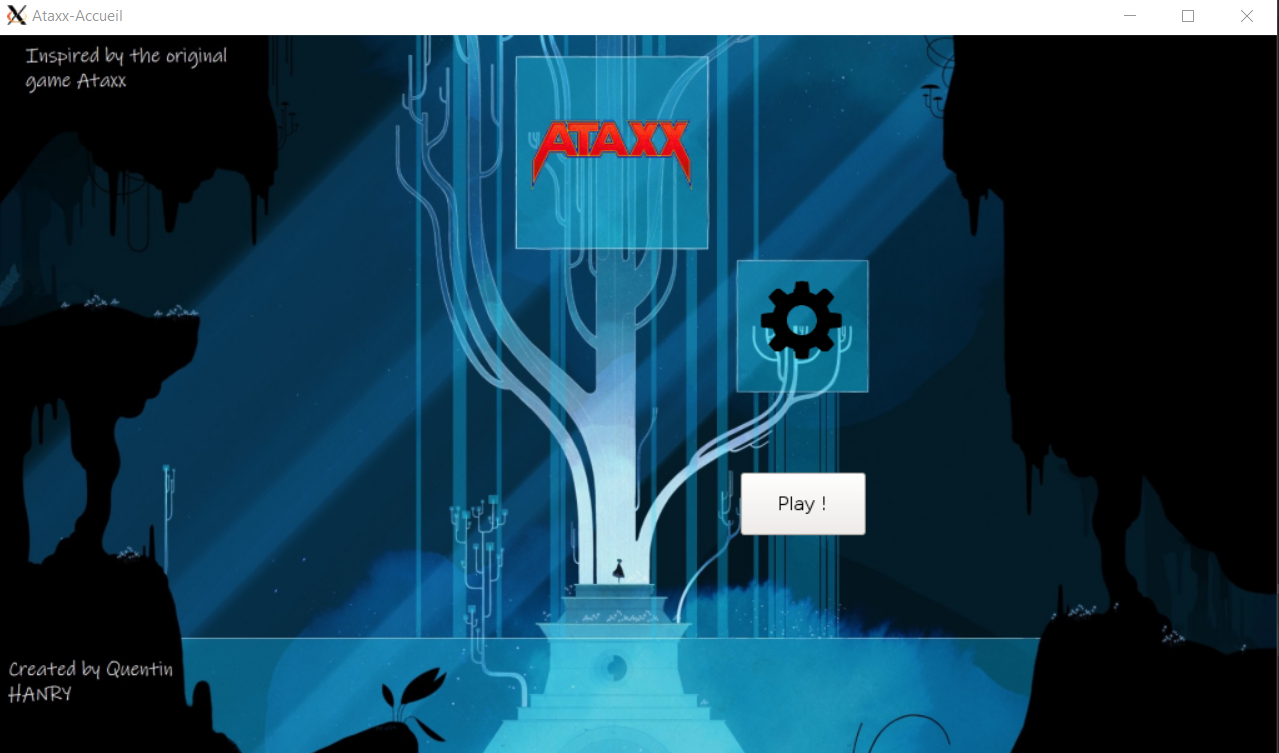 Ataxx-Accueil
Inspired by the original
game Ataxx
ATAXX
Play !
Created by Quentin
HANRY